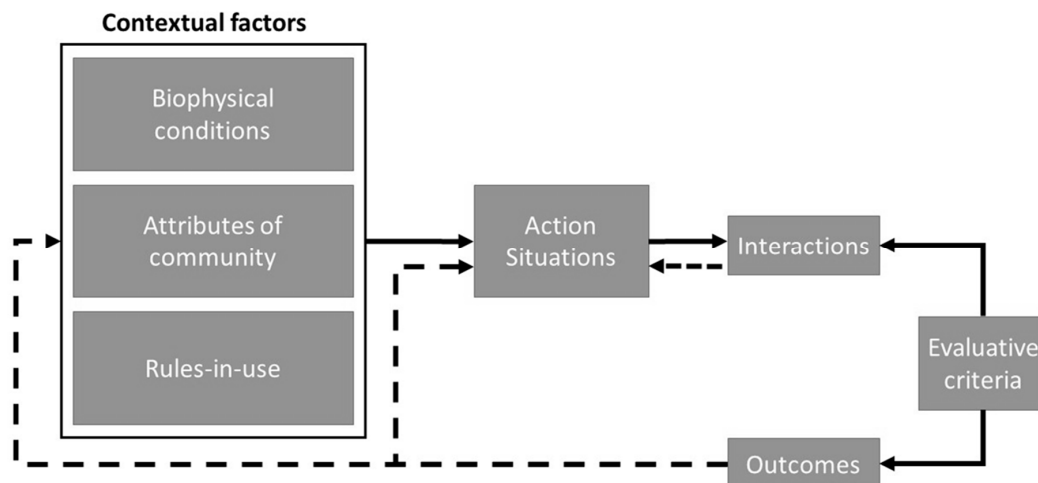 Contextual factors
Biophysical
conditions
Attributes of
community
Rules-in-use
Action
Situations
Interactions
Evaluative
criteria
Outcomes